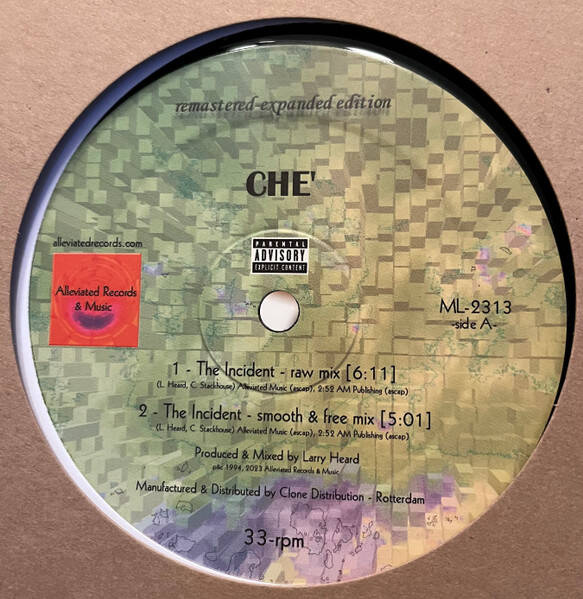 remastered-expanded edition
CHE'
PARENTAL
ADVISORY
EXPLICIT CONTENT
alleviatedrecords.com
Alleviated Records
& Music
ML-2313
-side A-
1 - The Incident - raw mix [6:11]
(L. Heard, C. Stackhouse) Alleviated Music (ascap), 2:52 AM Publishing (ascap)
2 - The Incident - smooth & free mix [5:01]
(L. Heard, C. Stackhouse) Alleviated Music (ascap), 2:52 AM Publishing (ascap)
Produced & Mixed by Larry Heard
p&c 1994, 2023 Alleviated Records & Music
Manufactured & Distributed by Clone Distribution - Rotterdam
33-rpm